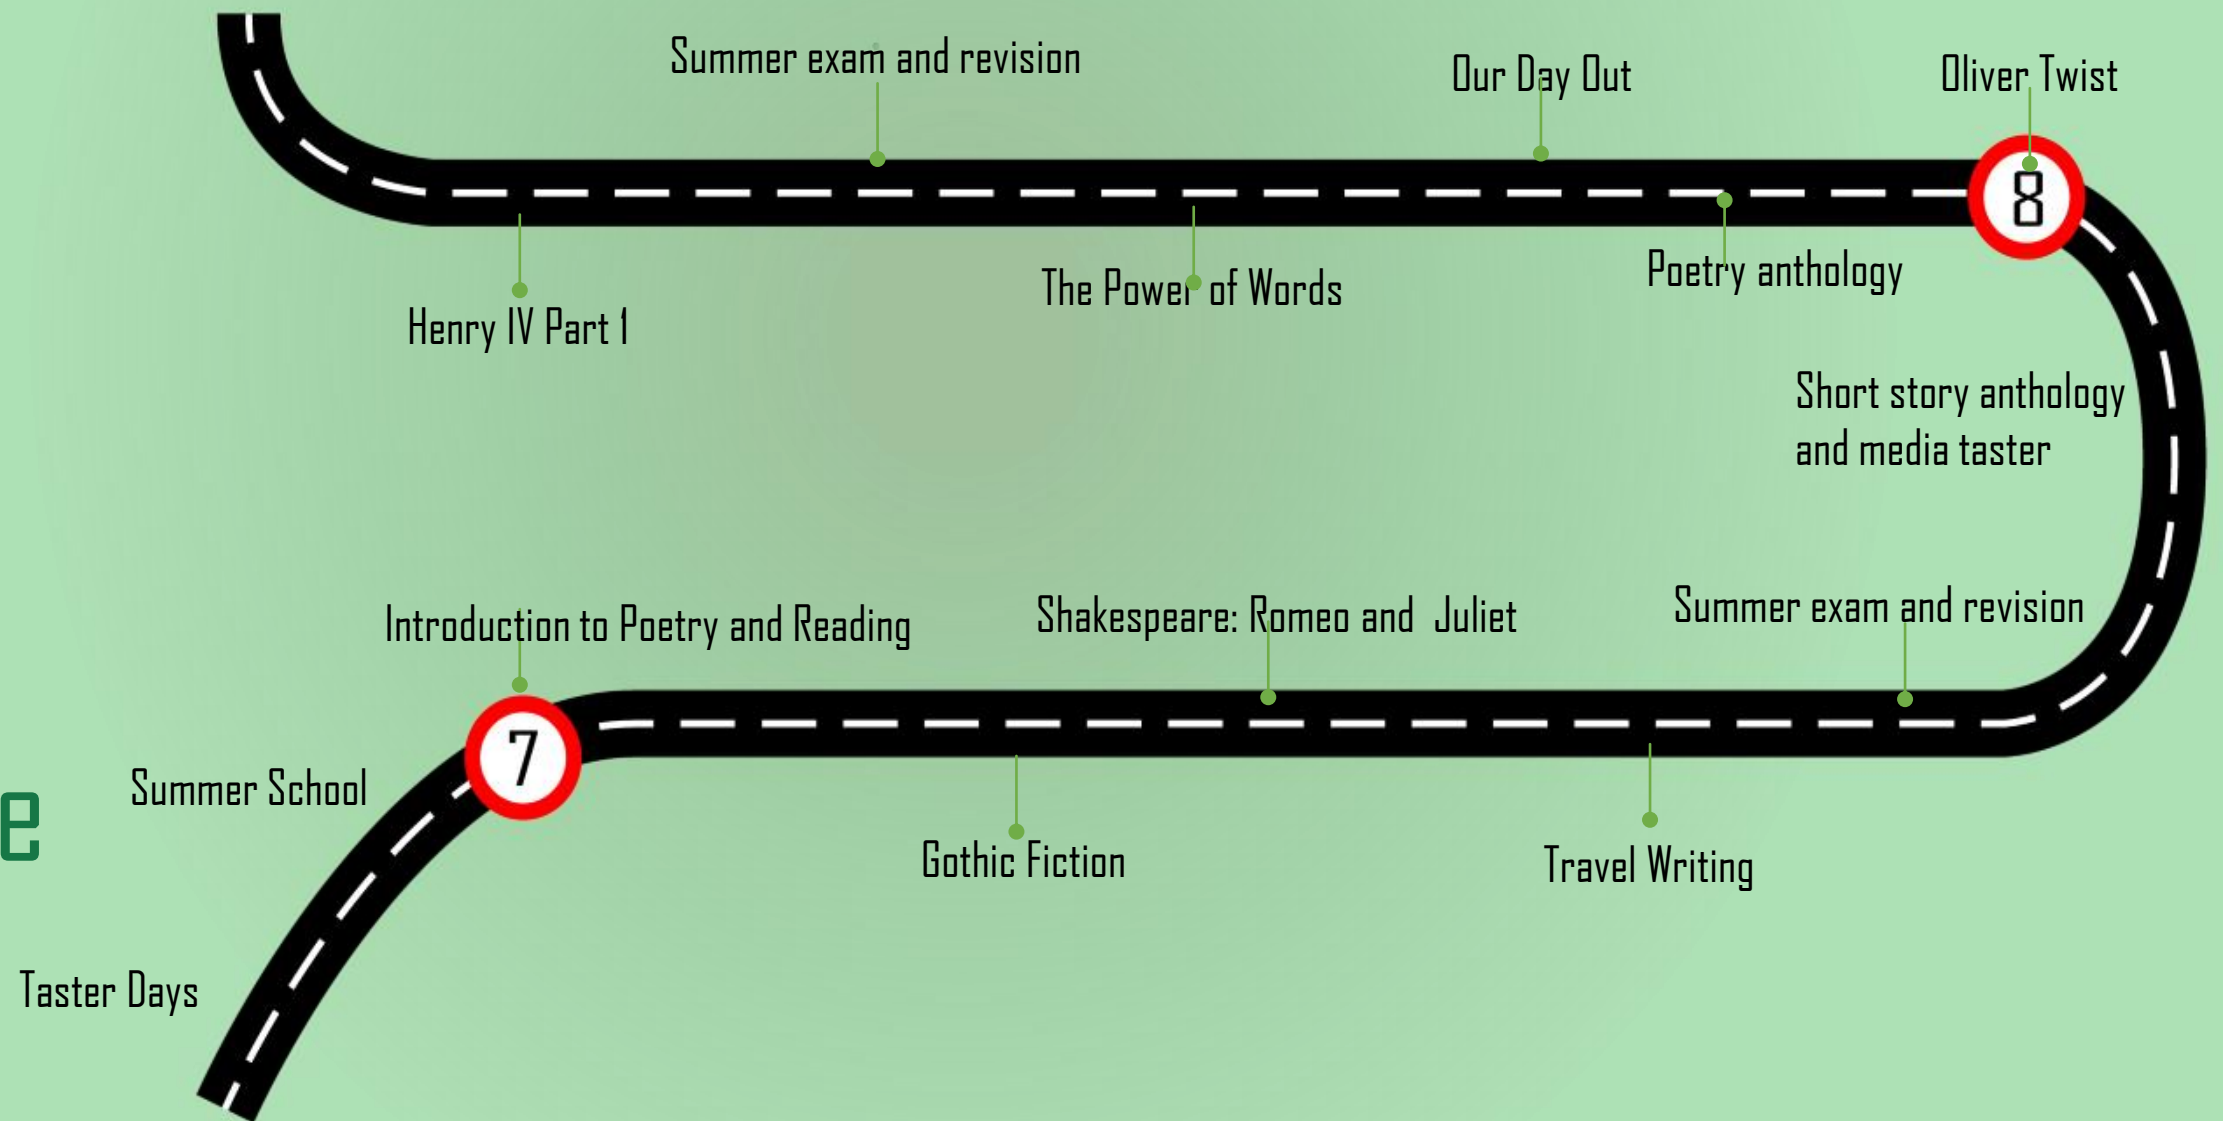 Summer exam and revision
Our Day Out
Oliver Twist
8
Poetry anthology
The Power of Words
Henry IV Part 1
Short story anthology
and media taster
Introduction to Poetry and Reading
Shakespeare: Romeo and Juliet
Summer exam and revision
7
Summer School
e
Gothic Fiction
Travel Writing
Taster Days